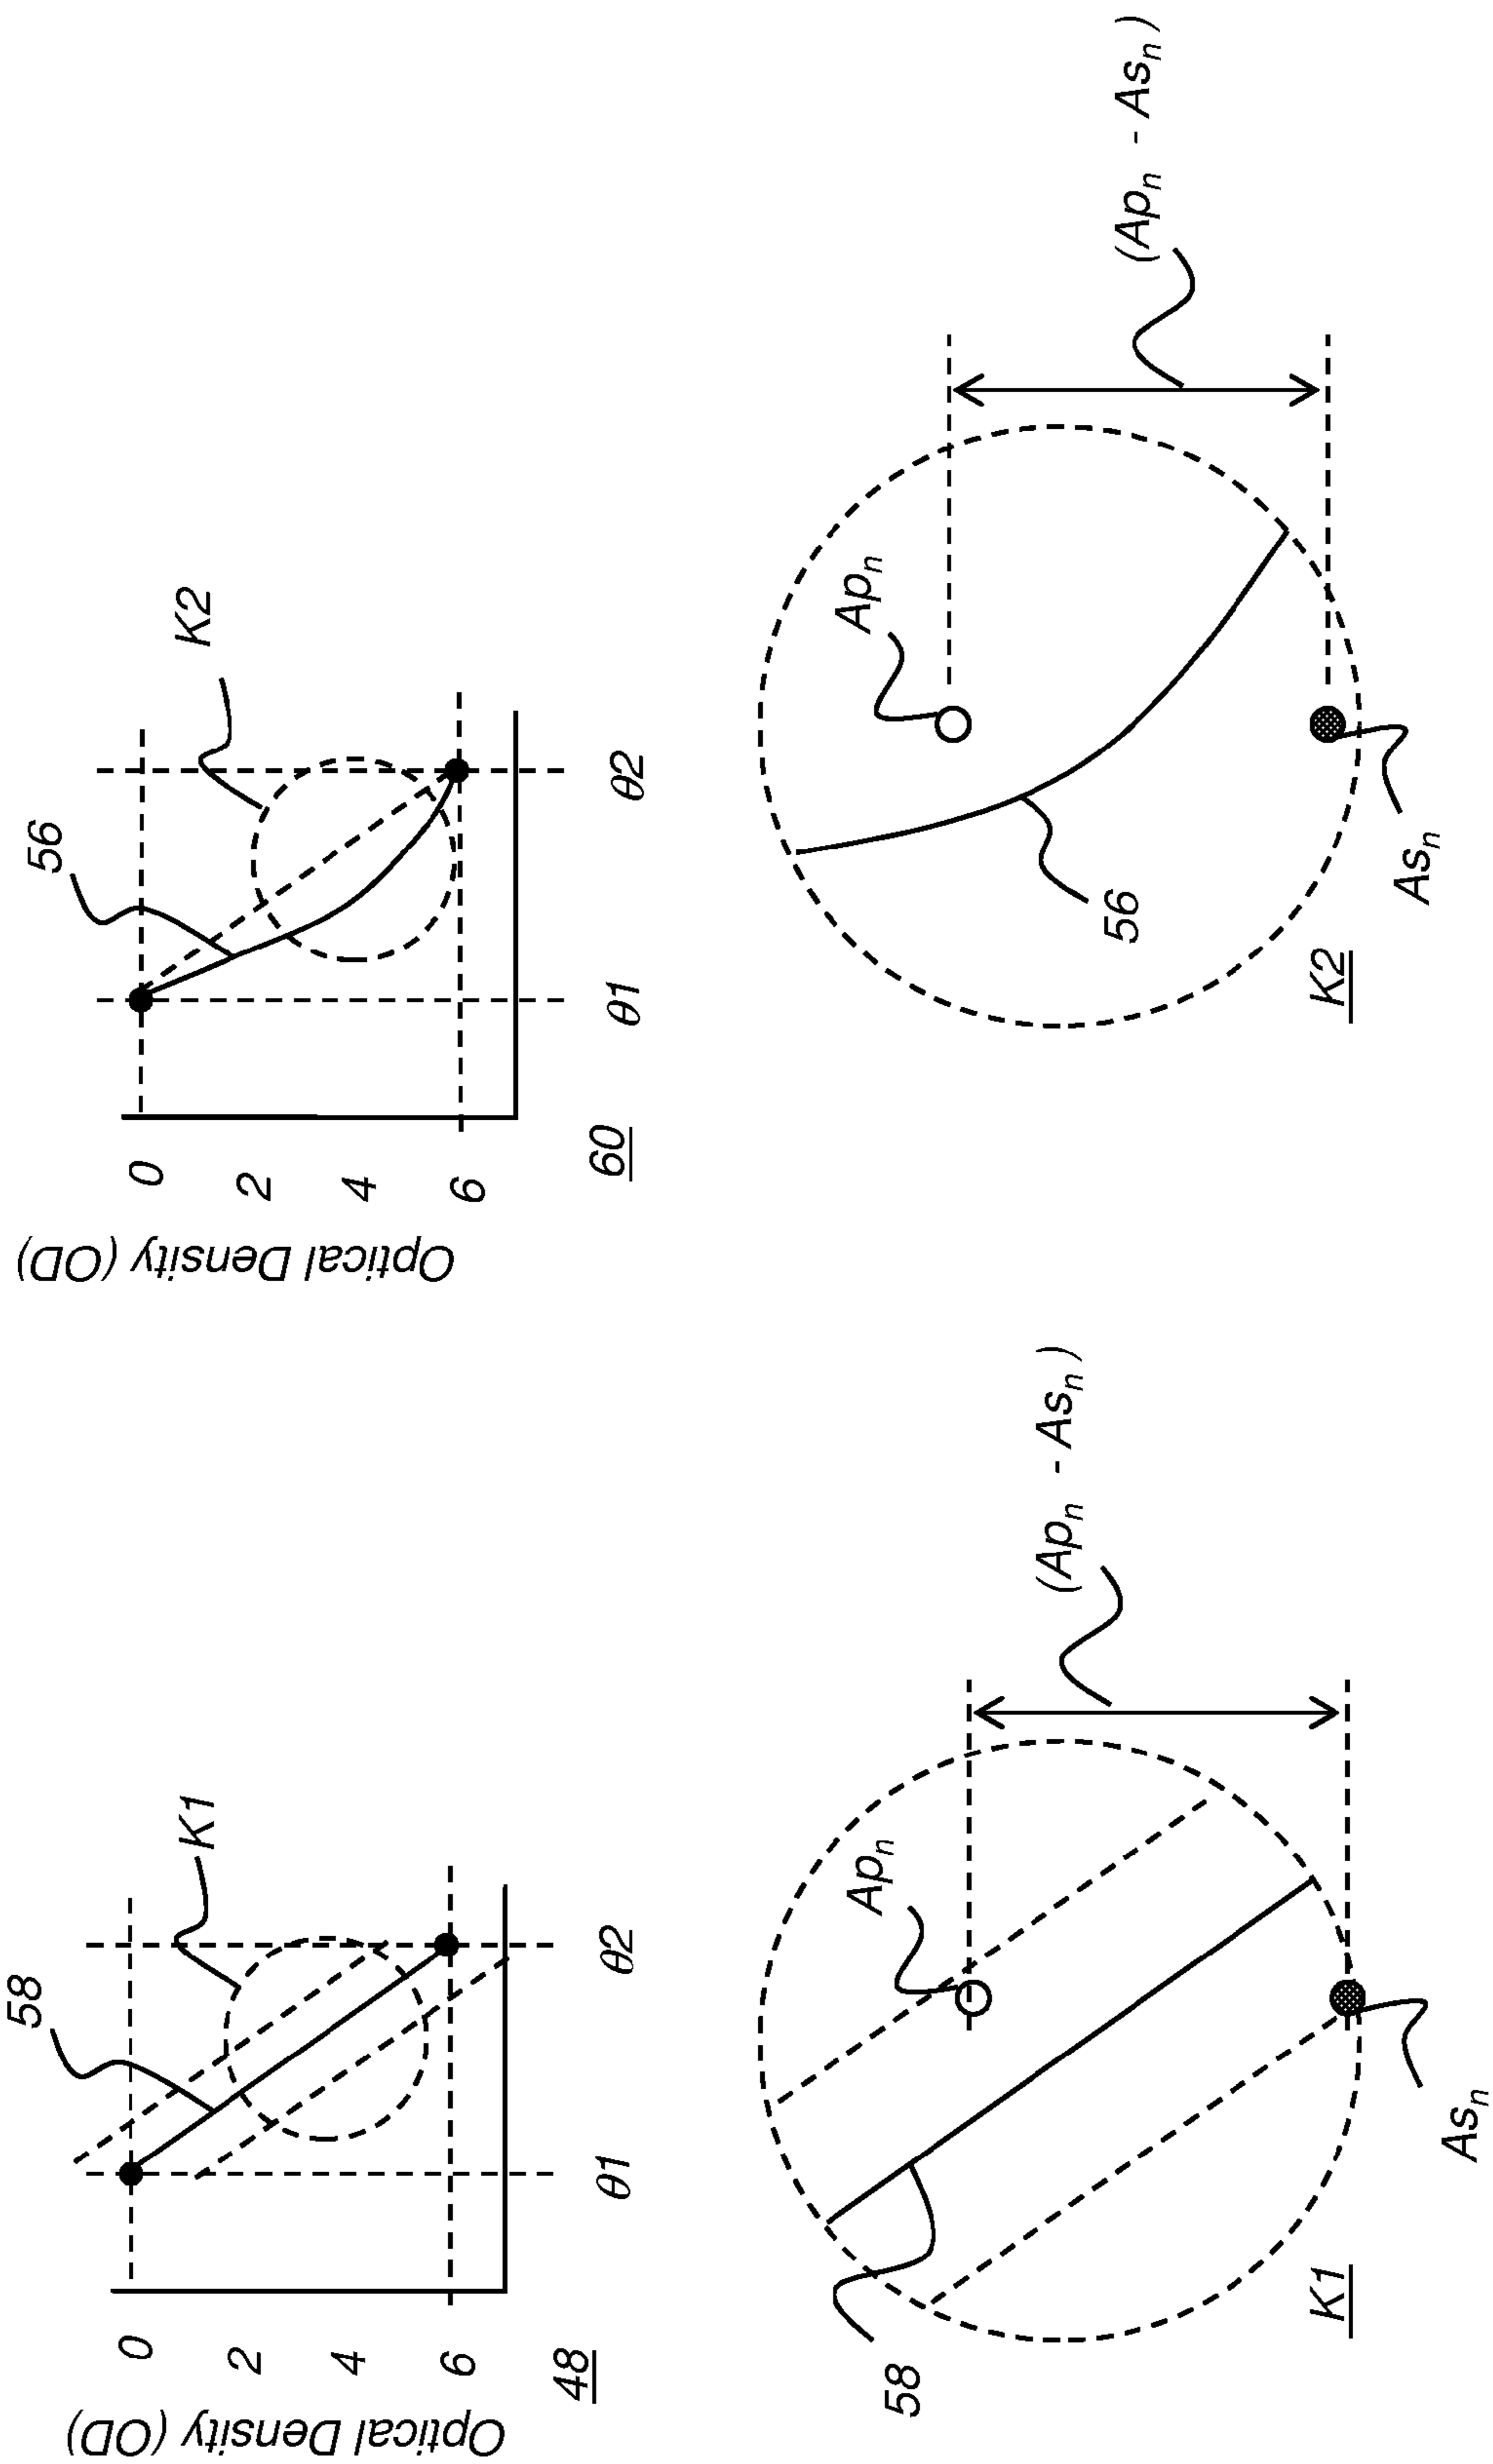 Optical Density (OD)
58
K1
0
2
4
6
48
θ1
θ2
Optical Density (OD)
56
K2
0
2
4
6
60
θ1
θ2
58
Apₙ
(Apₙ - Asₙ)
K1
Asₙ
Apₙ
(Apₙ - Asₙ)
56
K2
Asₙ